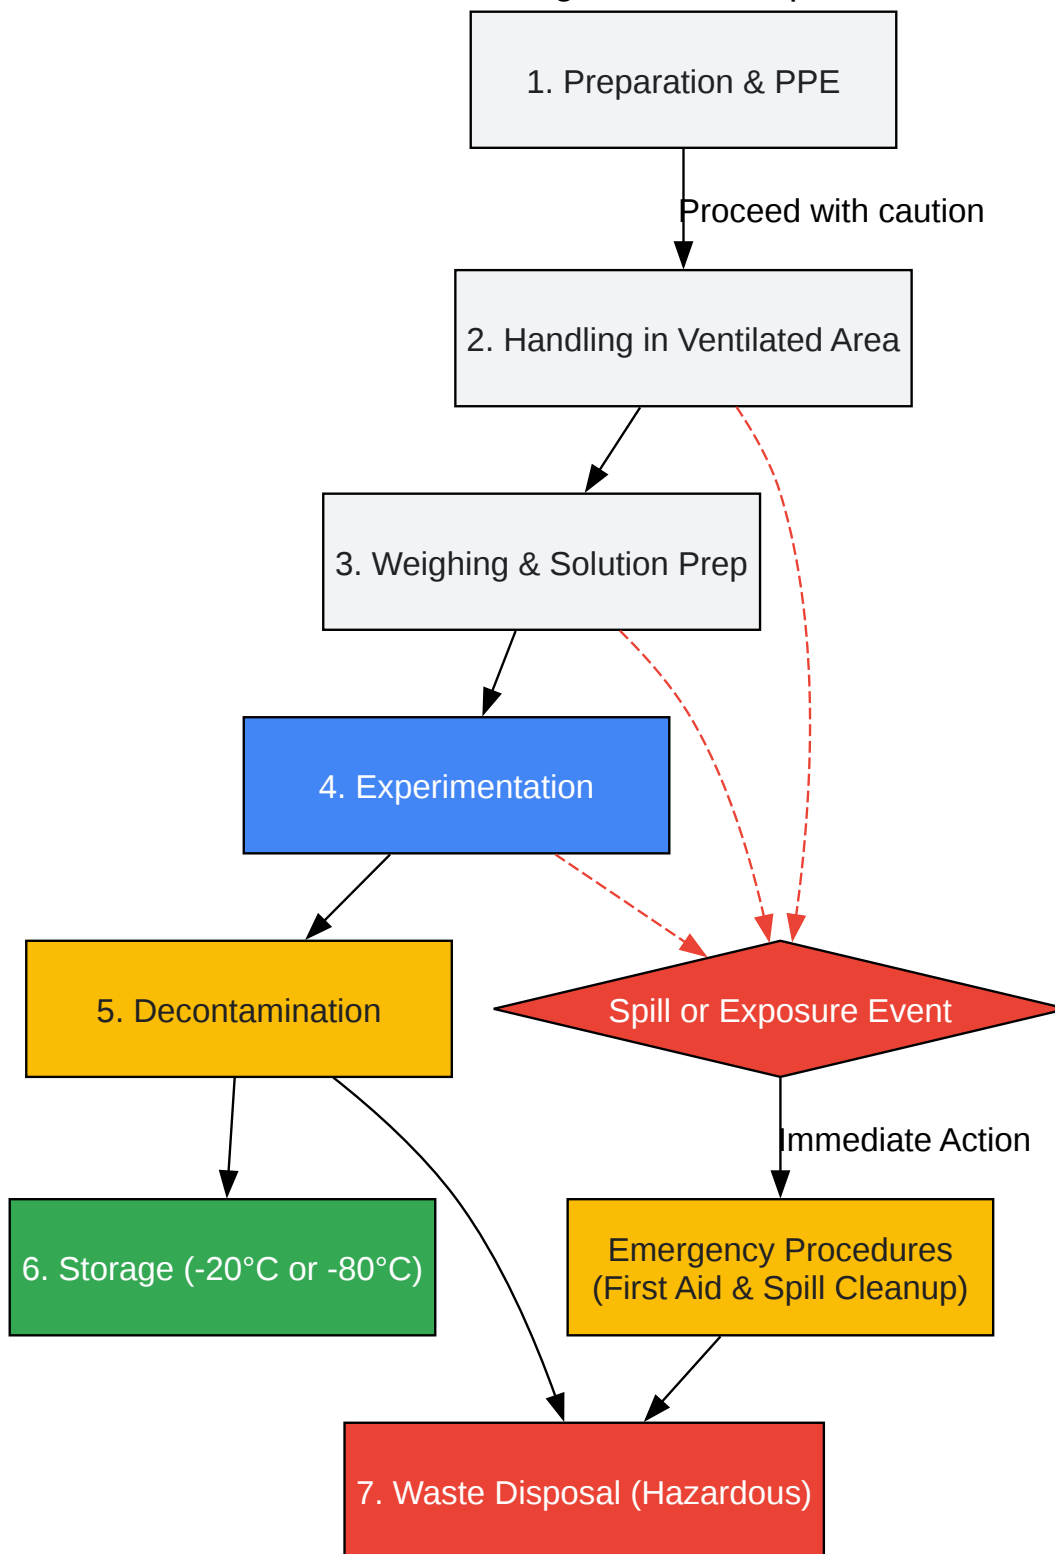 1. Preparation & PPE
Proceed with caution
2. Handling in Ventilated Area
3. Weighing & Solution Prep
4. Experimentation
5. Decontamination
Spill or Exposure Event
Immediate Action
6. Storage (-20°C or -80°C)
Emergency Procedures
(First Aid & Spill Cleanup)
7. Waste Disposal (Hazardous)